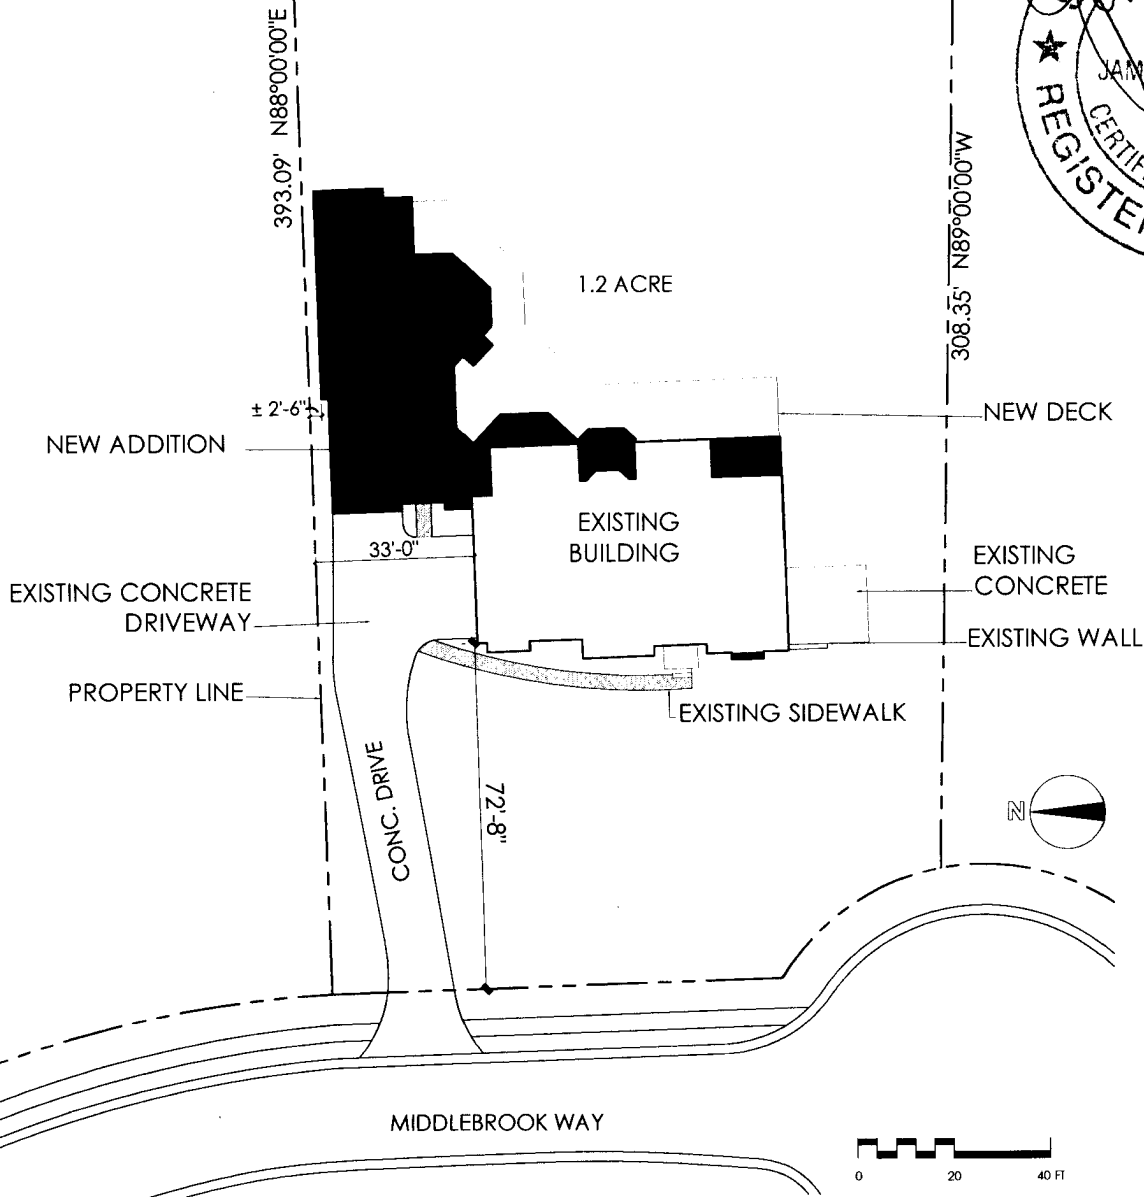 393.09' N88°00'00"E
308.35' N89°00'00"W
★ REGISTE
JAM
CERTIF
1.2 ACRE
± 2'-6"
NEW DECK
NEW ADDITION
EXISTING
BUILDING
33'-0"
EXISTING
CONCRETE
EXISTING CONCRETE
DRIVEWAY
EXISTING WALL
PROPERTY LINE
EXISTING SIDEWALK
CONC. DRIVE
72'-8"
N
MIDDLEBROOK WAY
0 20 40 FT